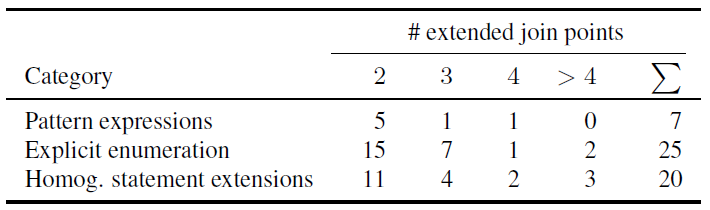 # extended join points
Category 2 3 4 > 4 ∑
Pattern expressions 5 1 1 0 7
Explicit enumeration 15 7 1 2 25
Homog. statement extensions 11 4 2 3 20